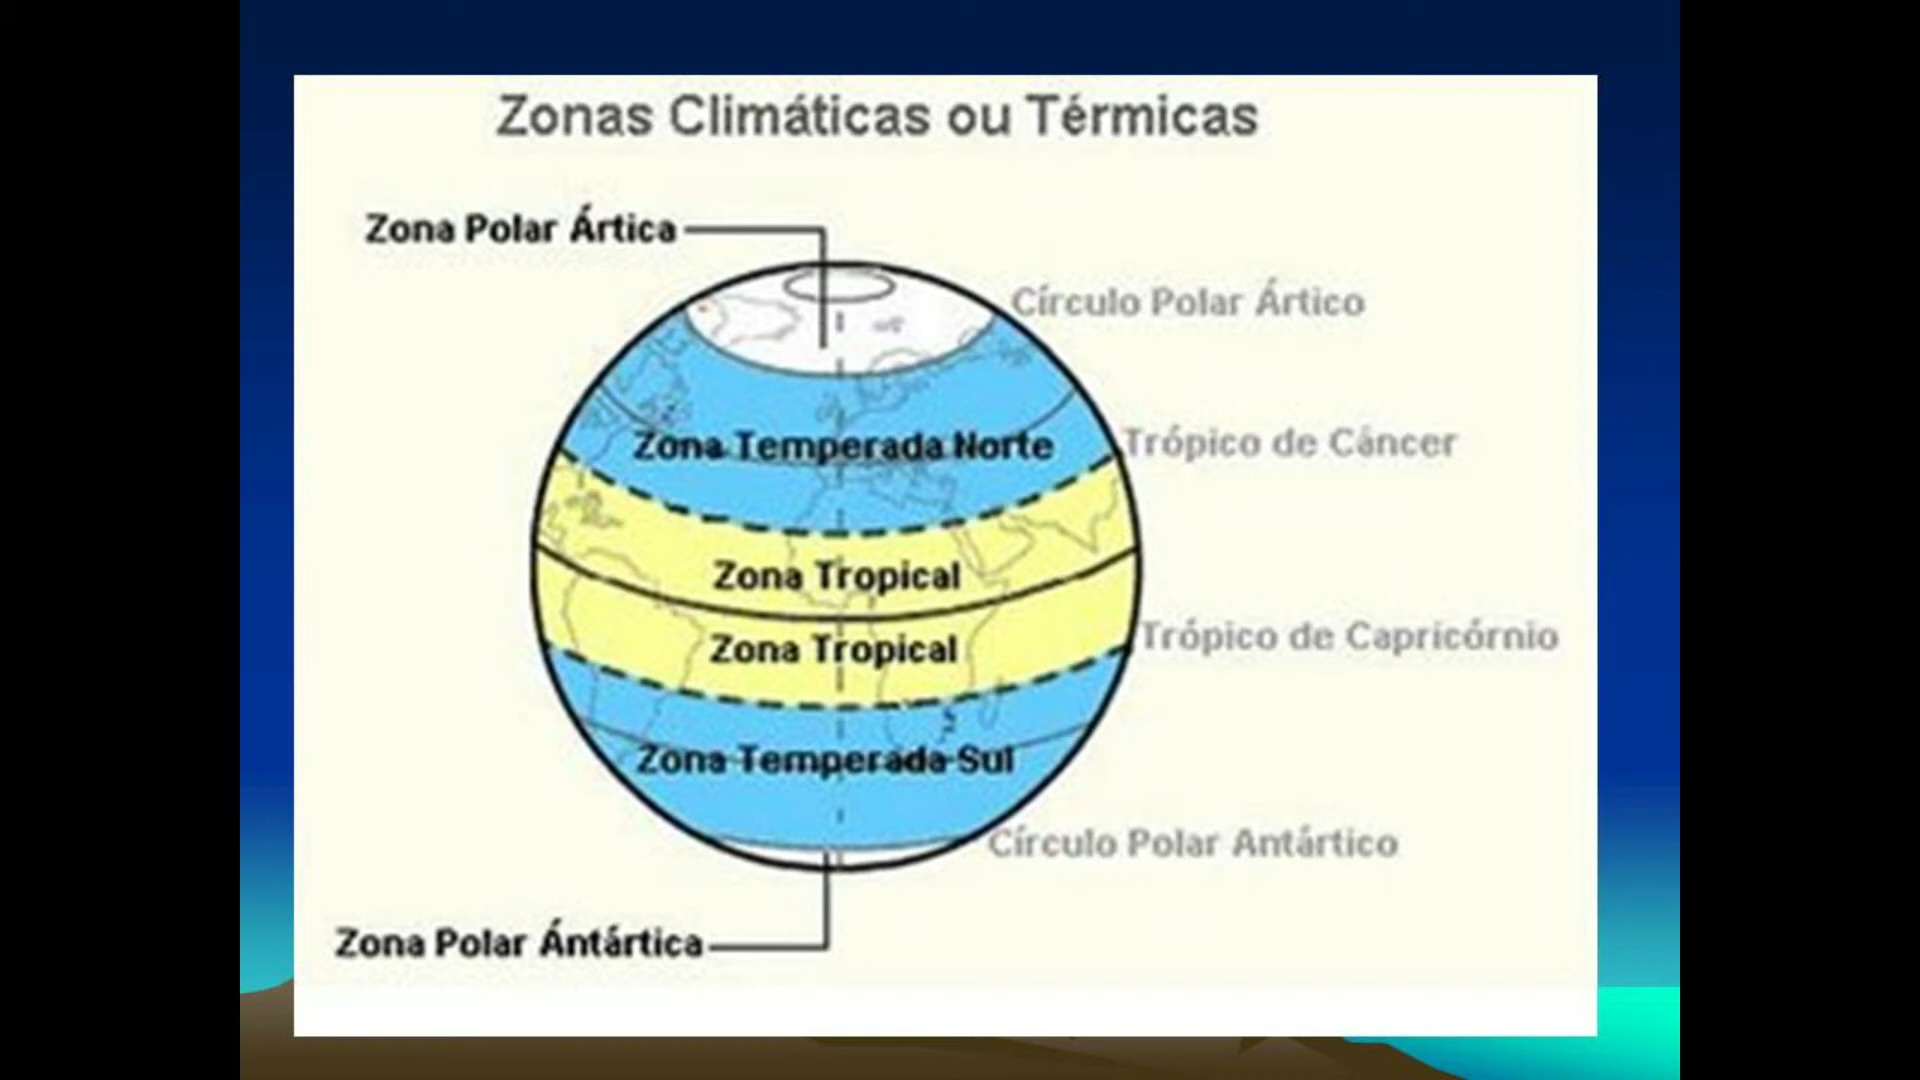 Zonas Climáticas ou Térmicas
Zona Polar Ártica
Círculo Polar Ártico
Zona Temperada Norte
Trópico de Câncer
Zona Tropical
Zona Tropical
Trópico de Capricórnio
Zona Temperada Sul
Círculo Polar Antártico
Zona Polar Ántártica